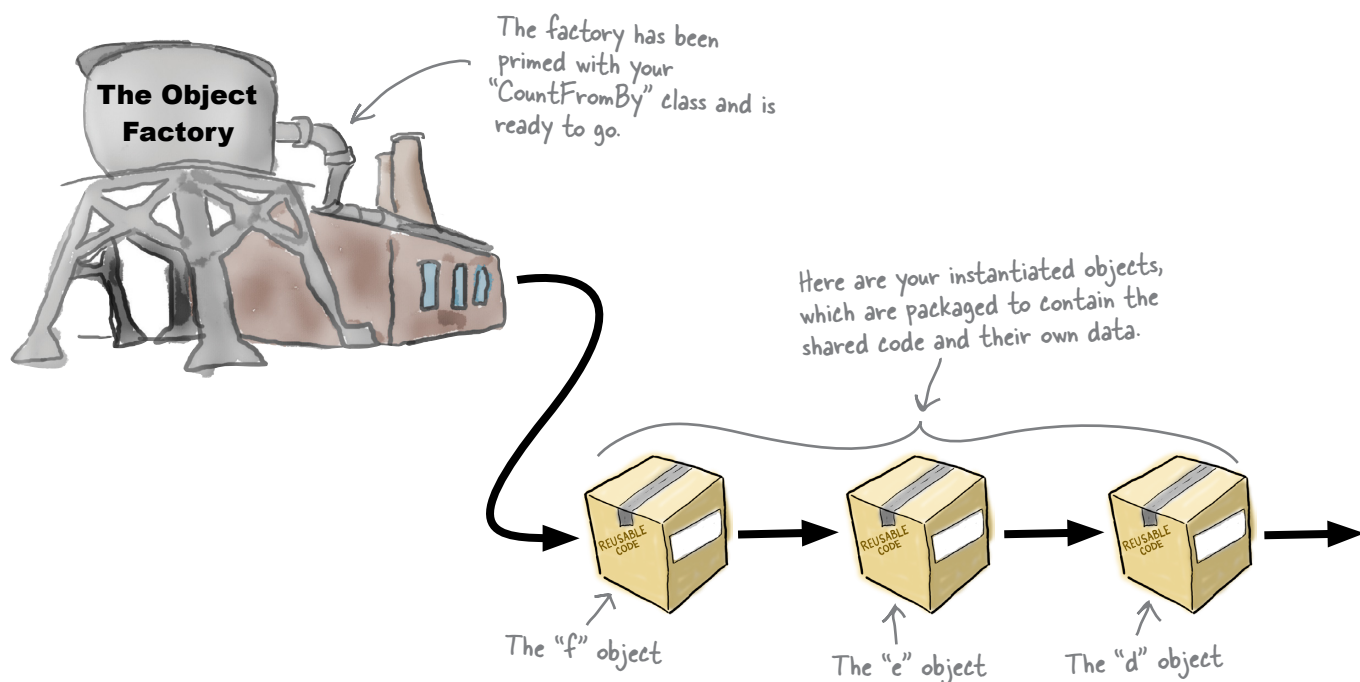 The factory has been
primed with your
“CountFromBy” class and is
ready to go.
The Object
Factory
Here are your instantiated objects,
which are packaged to contain the
shared code and their own data.
REUSABLE
CODE
REUSABLE
CODE
REUSABLE
CODE
The “f” object
The “e” object
The “d” object